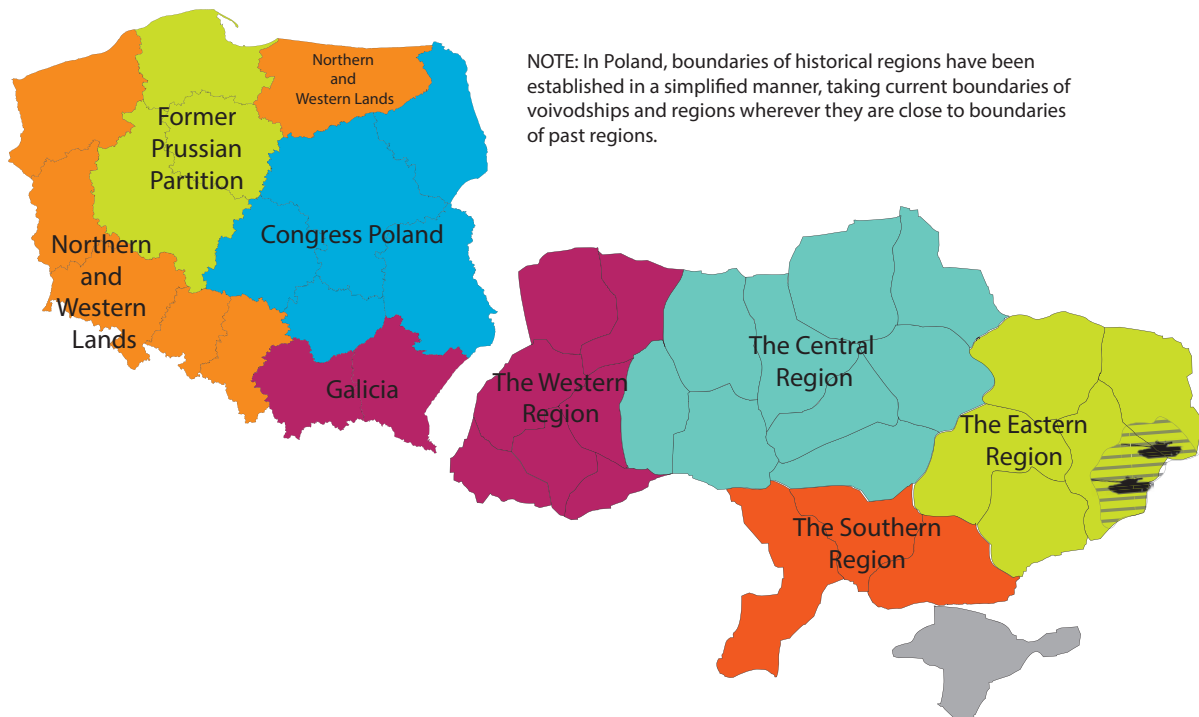 Northern
and
Western Lands
NOTE: In Poland, boundaries of historical regions have been
established in a simplified manner, taking current boundaries of
voivodships and regions wherever they are close to boundaries
of past regions.
Former
Prussian
Partition
Congress Poland
Northern
and
Western
Lands
Galicia
The Western
Region
The Central
Region
The Eastern
Region
The Southern
Region